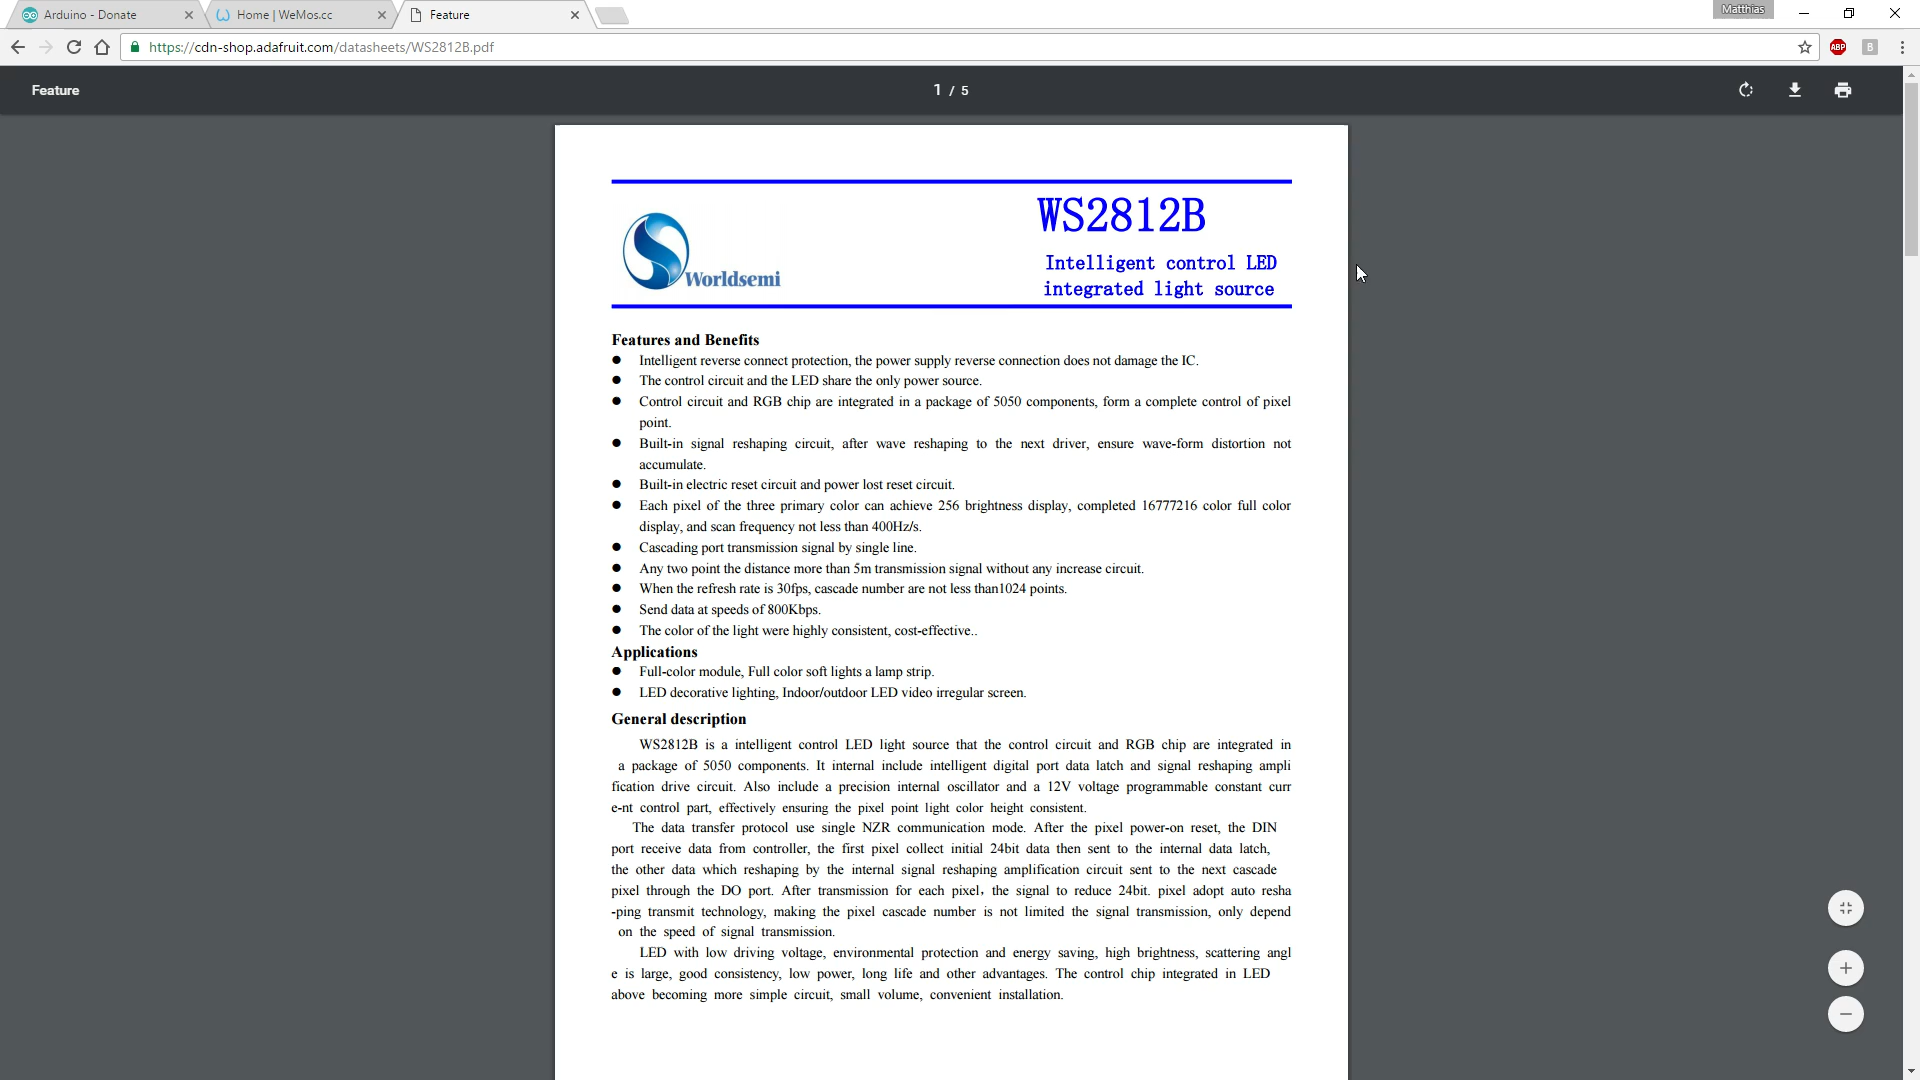 Arduino - Donate
Home | WeMos.cc
Feature
Matthias
https://cdn-shop.adafruit.com/datasheets/WS2812B.pdf
ABP
B
Feature
1 / 5
WS2812B
Intelligent control LED
integrated light source
Worldsemi
Features and Benefits
● Intelligent reverse connect protection, the power supply reverse connection does not damage the IC.
● The control circuit and the LED share the only power source.
● Control circuit and RGB chip are integrated in a package of 5050 components, form a complete control of pixel
point.
● Built-in signal reshaping circuit, after wave reshaping to the next driver, ensure wave-form distortion not
accumulate.
● Built-in electric reset circuit and power lost reset circuit.
● Each pixel of the three primary color can achieve 256 brightness display, completed 16777216 color full color
display, and scan frequency not less than 400Hz/s.
● Cascading port transmission signal by single line.
● Any two point the distance more than 5m transmission signal without any increase circuit.
● When the refresh rate is 30fps, cascade number are not less than1024 points.
● Send data at speeds of 800Kbps.
● The color of the light were highly consistent, cost-effective..
Applications
● Full-color module, Full color soft lights a lamp strip.
● LED decorative lighting, Indoor/outdoor LED video irregular screen.
General description
WS2812B is a intelligent control LED light source that the control circuit and RGB chip are integrated in
a package of 5050 components. It internal include intelligent digital port data latch and signal reshaping ampli
fication drive circuit. Also include a precision internal oscillator and a 12V voltage programmable constant curr
e-nt control part, effectively ensuring the pixel point light color height consistent.
The data transfer protocol use single NZR communication mode. After the pixel power-on reset, the DIN
port receive data from controller, the first pixel collect initial 24bit data then sent to the internal data latch,
the other data which reshaping by the internal signal reshaping amplification circuit sent to the next cascade
pixel through the DO port. After transmission for each pixel, the signal to reduce 24bit. pixel adopt auto resha
-ping transmit technology, making the pixel cascade number is not limited the signal transmission, only depend
on the speed of signal transmission.
LED with low driving voltage, environmental protection and energy saving, high brightness, scattering angl
e is large, good consistency, low power, long life and other advantages. The control chip integrated in LED
above becoming more simple circuit, small volume, convenient installation.